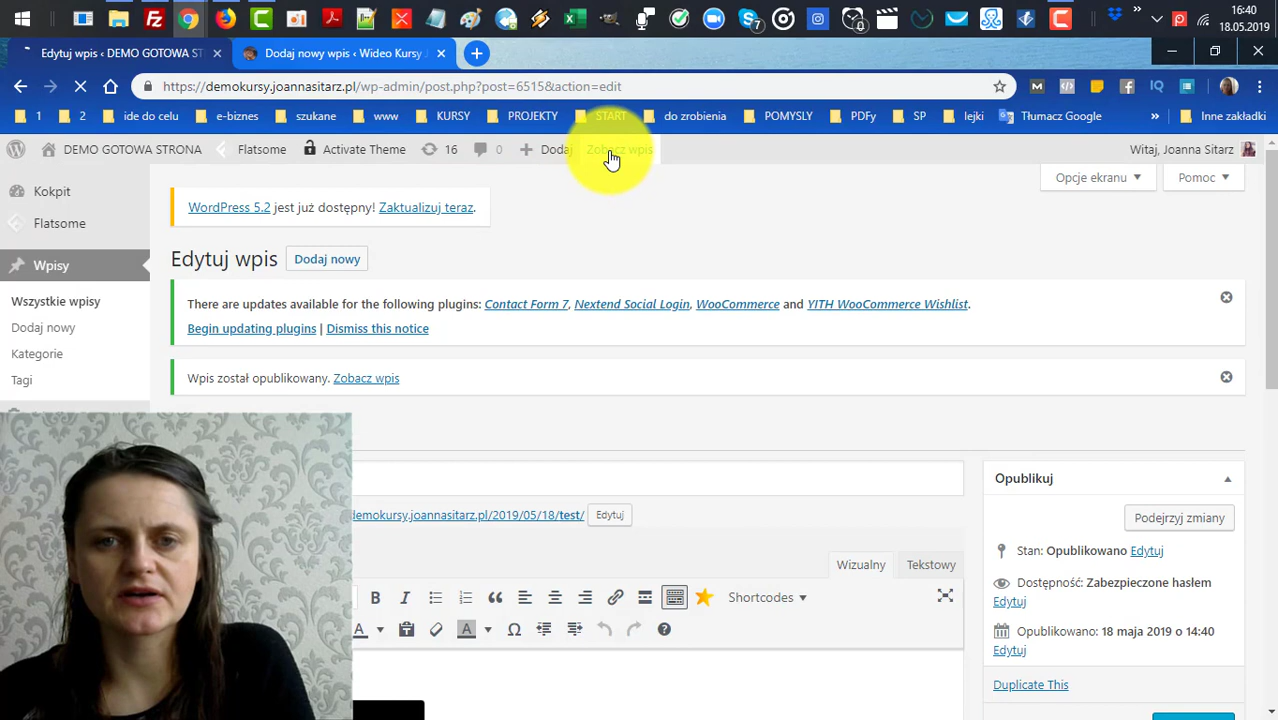 16:40
18.05.2019
7
Edytuj wpis ‹ DEMO GOTOWA STR
Dodaj nowy wpis ‹ Wideo Kursy J
https://demokursy.joannasitarz.pl/wp-admin/post.php?post=6515&action=edit
1 2 ide do celu e-biznes szukane www KURSY PROJEKTY START do zrobienia POMYSLY PDFy SP lejki Tłumacz Google Inne zakładki
DEMO GOTOWA STRONA Flatsome Activate Theme 16 0 Dodaj Zobacz wpis Witaj, Joanna Sitarz
Kokpit
Flatsome
Wpisy
Wszystkie wpisy
Dodaj nowy
Kategorie
Tagi
Opcje ekranu Pomoc
WordPress 5.2 jest już dostępny! Zaktualizuj teraz.
Edytuj wpis Dodaj nowy
There are updates available for the following plugins: Contact Form 7, Nextend Social Login, WooCommerce and YITH WooCommerce Wishlist.
Begin updating plugins | Dismiss this notice
Wpis został opublikowany. Zobacz wpis
demokursy.joannasitarz.pl/2019/05/18/test/ Edytuj
Wizualny Tekstowy
B I Shortcodes
A A
Opublikuj
Podejrzyj zmiany
Stan: Opublikowano Edytuj
Dostępność: Zabezpieczone hasłem
Edytuj
Opublikowano: 18 maja 2019 o 14:40
Edytuj
Duplicate This